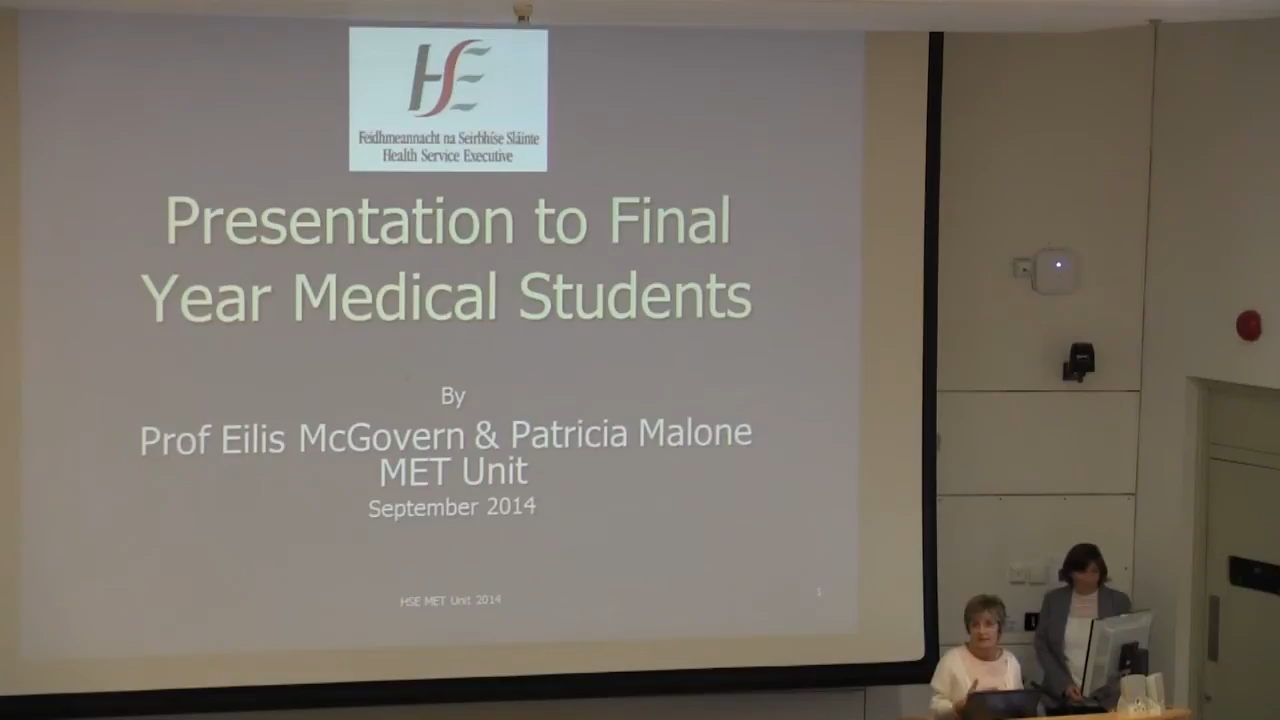 HSE
Feidhmeannacht na Seirbhíse Sláinte
Health Service Executive
Presentation to Final
Year Medical Students
By
Prof Eilis McGovern & Patricia Malone
MET Unit
September 2014
HSE MET Unit 2014
1